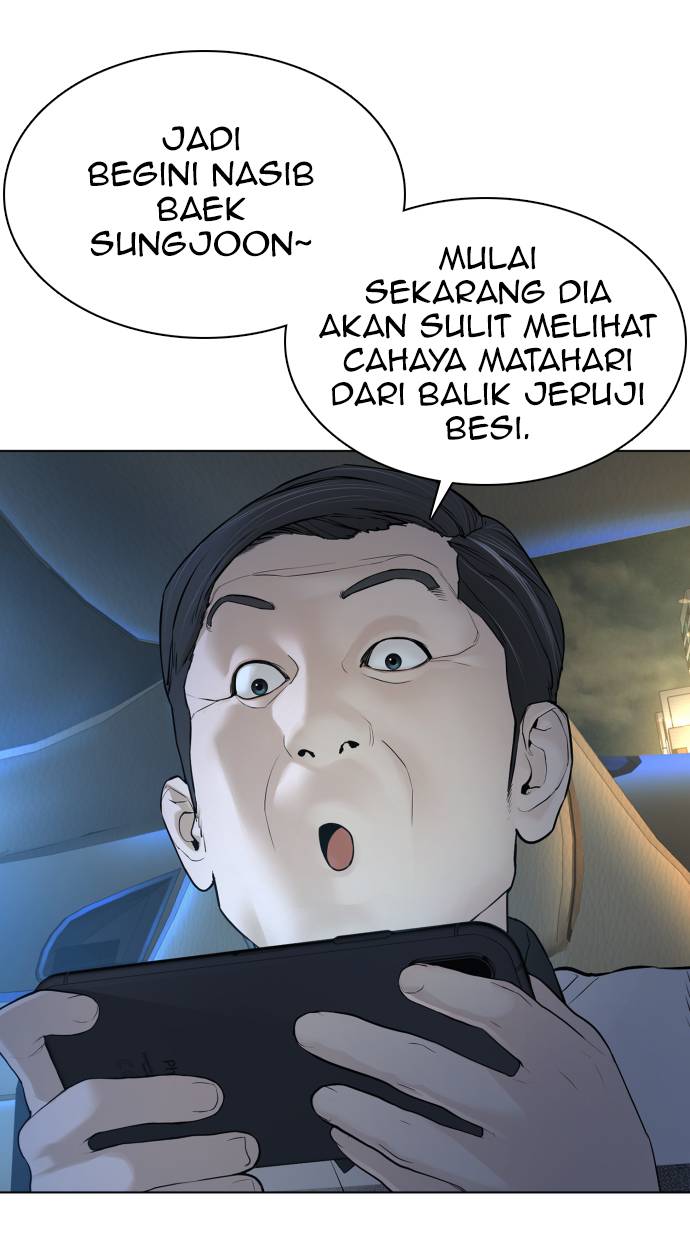 JADI
BEGINI NASIB
BAEK
SUNGJOON~
MULAI
SEKARANG DIA
AKAN SULIT MELIHAT
CAHAYA MATAHARI
DARI BALIK JERUJI
BESI.